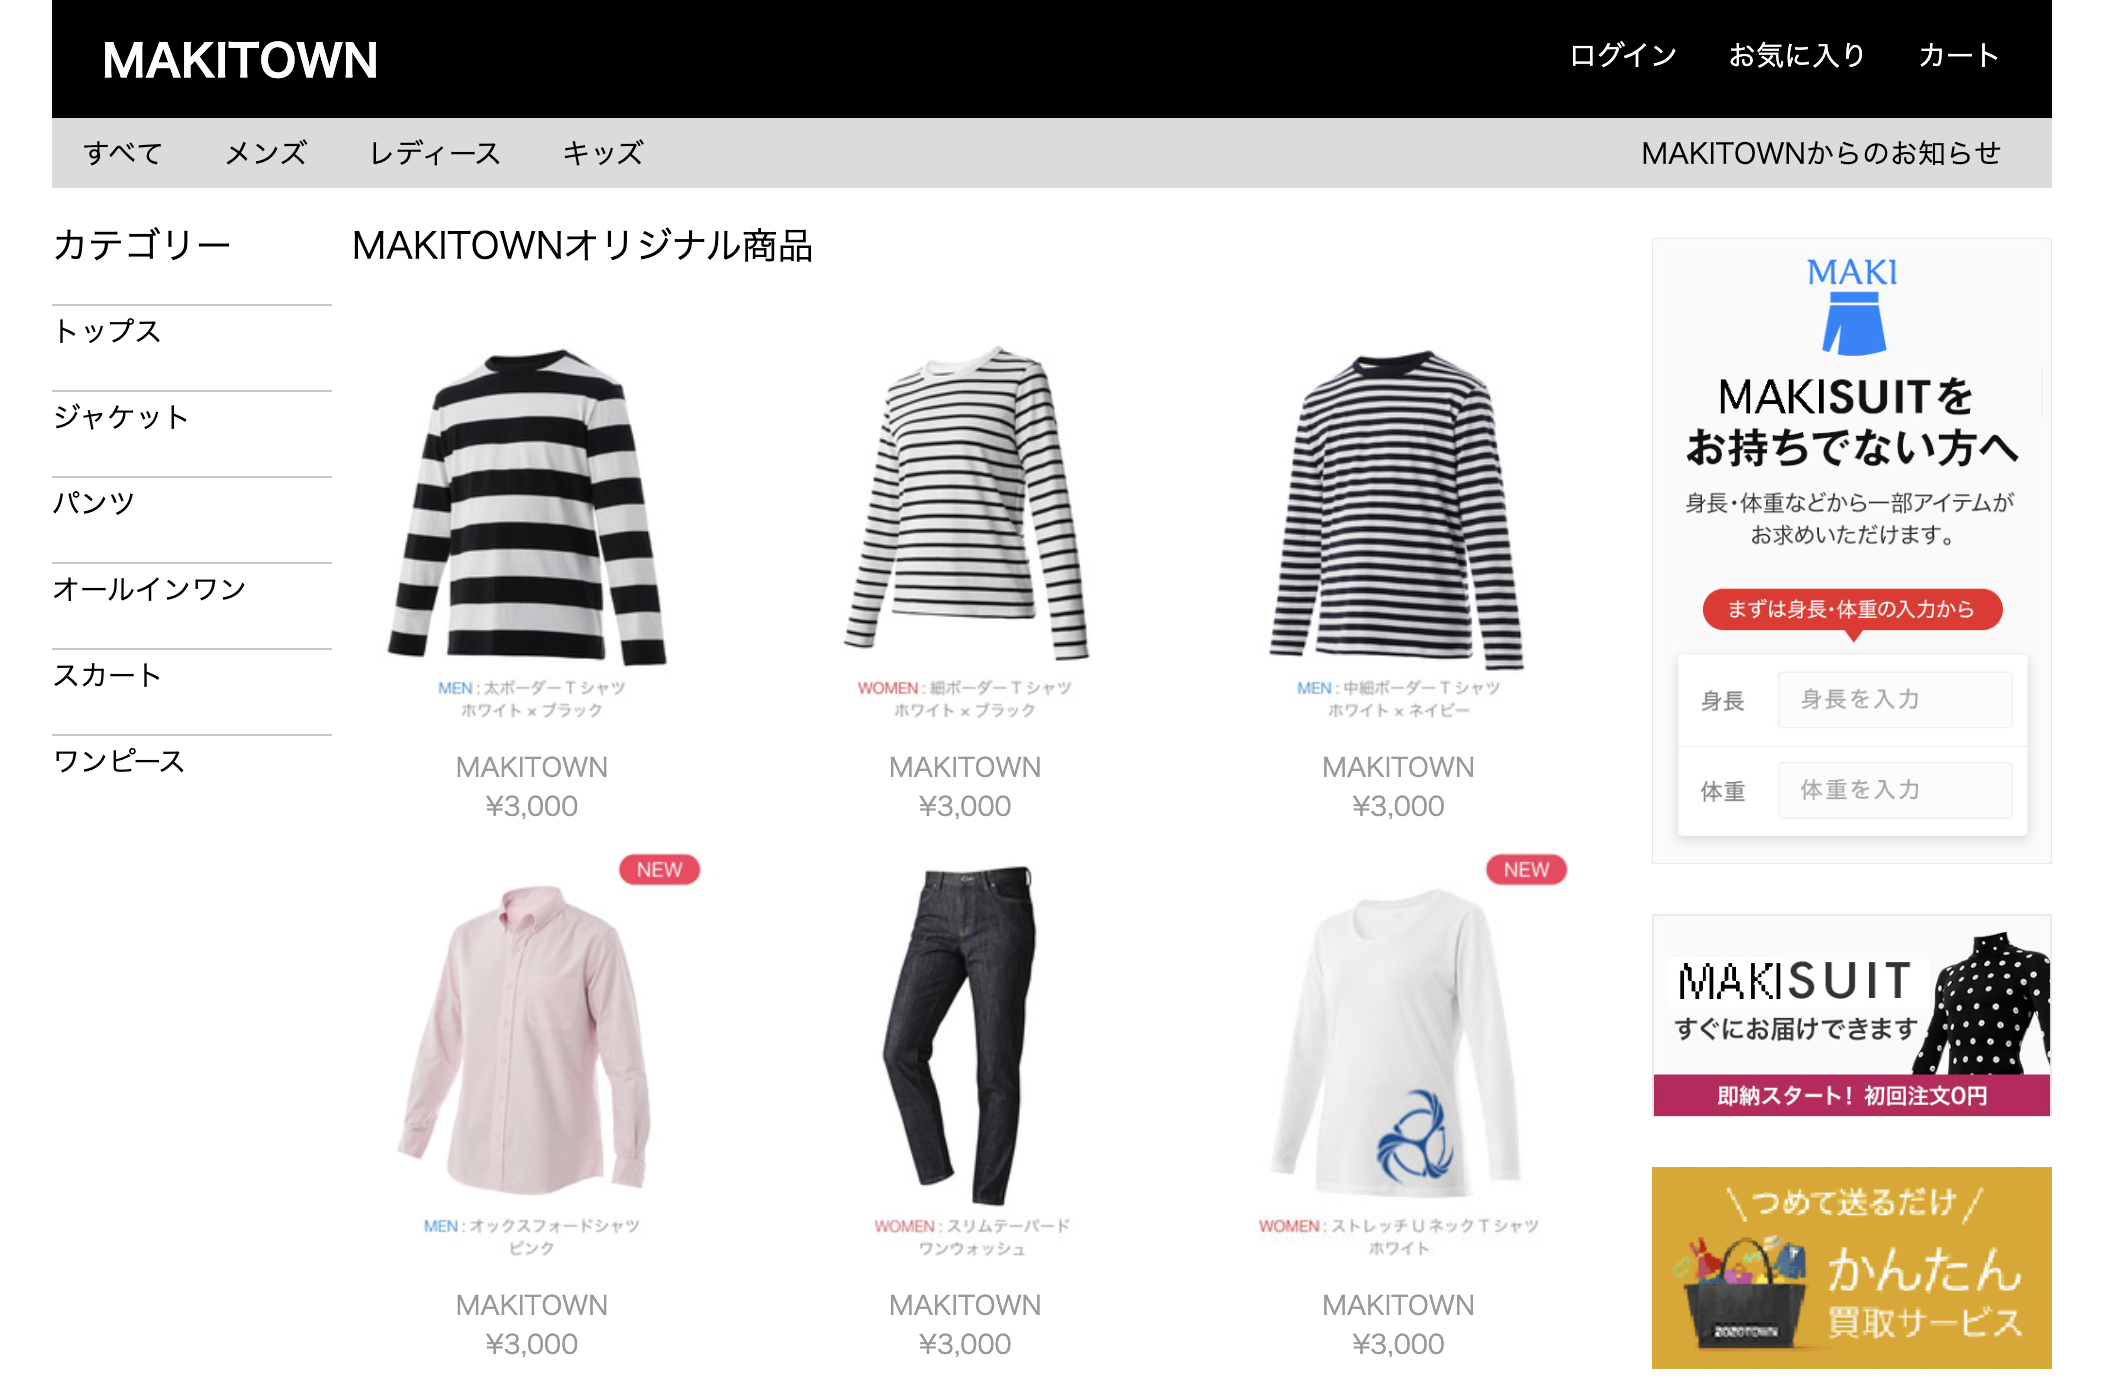 MAKITOWN
ログイン お気に入り カート
すべて メンズ レディース キッズ MAKITOWNからのお知らせ
カテゴリー
トップス
ジャケット
パンツ
オールインワン
スカート
ワンピース
MAKITOWNオリジナル商品
MEN : 太ボーダーTシャツ
ホワイト × ブラック
MAKITOWN
¥3,000
WOMEN : 細ボーダーTシャツ
ホワイト × ブラック
MAKITOWN
¥3,000
MEN : 中細ボーダーTシャツ
ホワイト × ネイビー
MAKITOWN
¥3,000
NEW
MEN : オックスフォードシャツ
ピンク
MAKITOWN
¥3,000
WOMEN : スリムテーパード
ワンウォッシュ
MAKITOWN
¥3,000
NEW
WOMEN : ストレッチUネックTシャツ
ホワイト
MAKITOWN
¥3,000
MAKI
MAKISUITを
お持ちでない方へ
身長・体重などから一部アイテムが
お求めいただけます。
まずは身長・体重の入力から
身長 身長を入力
体重 体重を入力
MAKISUIT
すぐにお届けできます
即納スタート！初回注文0円
\つめて送るだけ/
かんたん
買取サービス
ZOZOTOWN